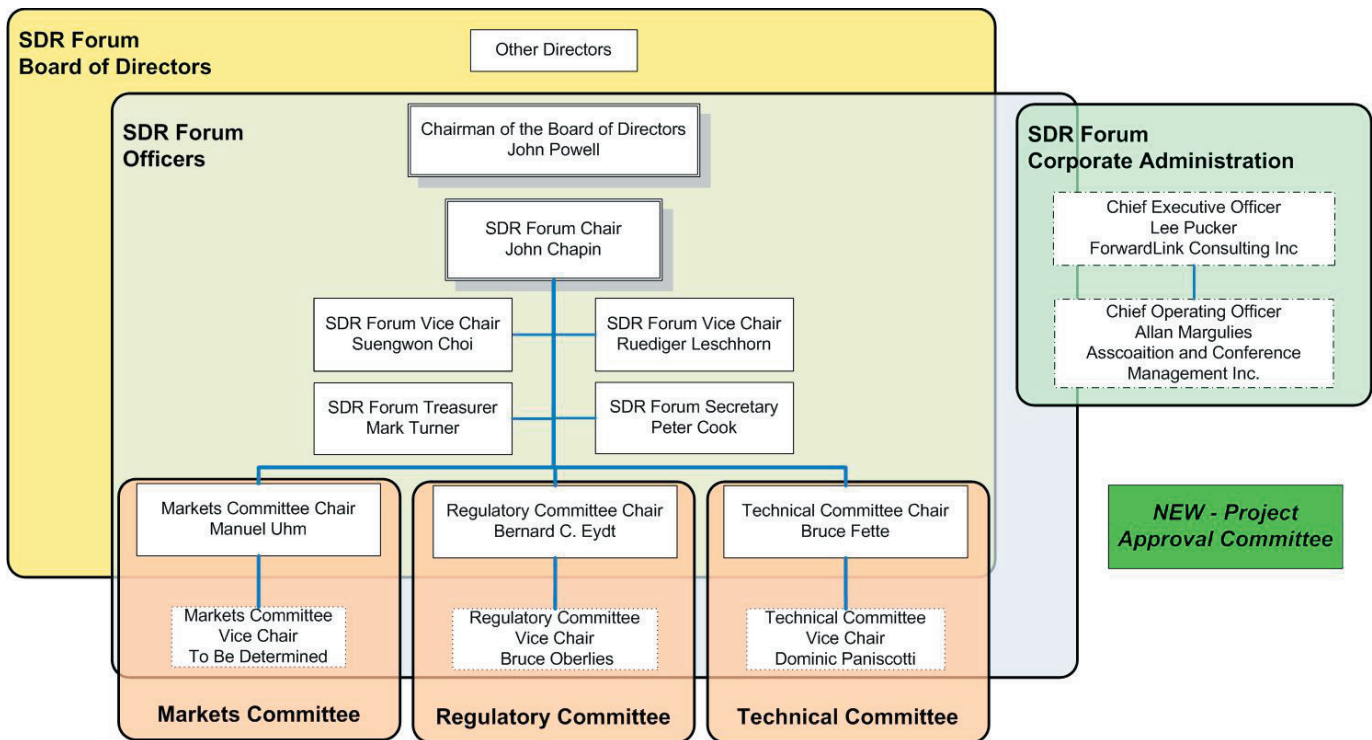 SDR Forum
Board of Directors
Other Directors
SDR Forum
Officers
Chairman of the Board of Directors
John Powell
SDR Forum Chair
John Chapin
SDR Forum
Corporate Administration
Chief Executive Officer
Lee Pucker
ForwardLink Consulting Inc
Chief Operating Officer
Allan Margulies
Asscoaition and Conference
Management Inc.
SDR Forum Vice Chair
Suengwon Choi
SDR Forum Vice Chair
Ruediger Leschhorn
SDR Forum Treasurer
Mark Turner
SDR Forum Secretary
Peter Cook
Markets Committee Chair
Manuel Uhm
Regulatory Committee Chair
Bernard C. Eydt
Technical Committee Chair
Bruce Fette
NEW - Project
Approval Committee
Markets Committee
Vice Chair
To Be Determined
Regulatory Committee
Vice Chair
Bruce Oberlies
Technical Committee
Vice Chair
Dominic Paniscotti
Markets Committee
Regulatory Committee
Technical Committee